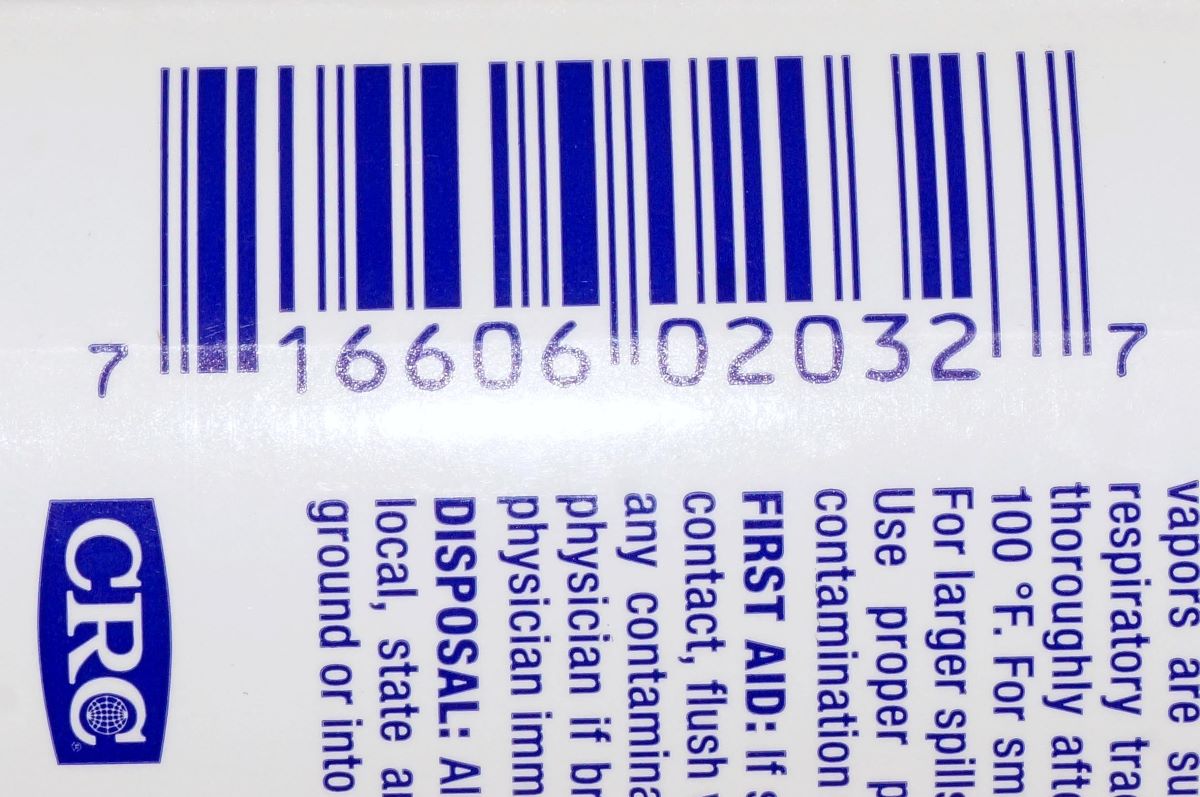 7 16606 02032 7
vapors are su
respiratory tra
thoroughly afte
100 °F. For sm
For larger spills
Use proper p
contamination
FIRST AID: If s
contact, flush
any contamina
physician if br
physician imm
DISPOSAL: Al
local, state a
ground or into
CRC®